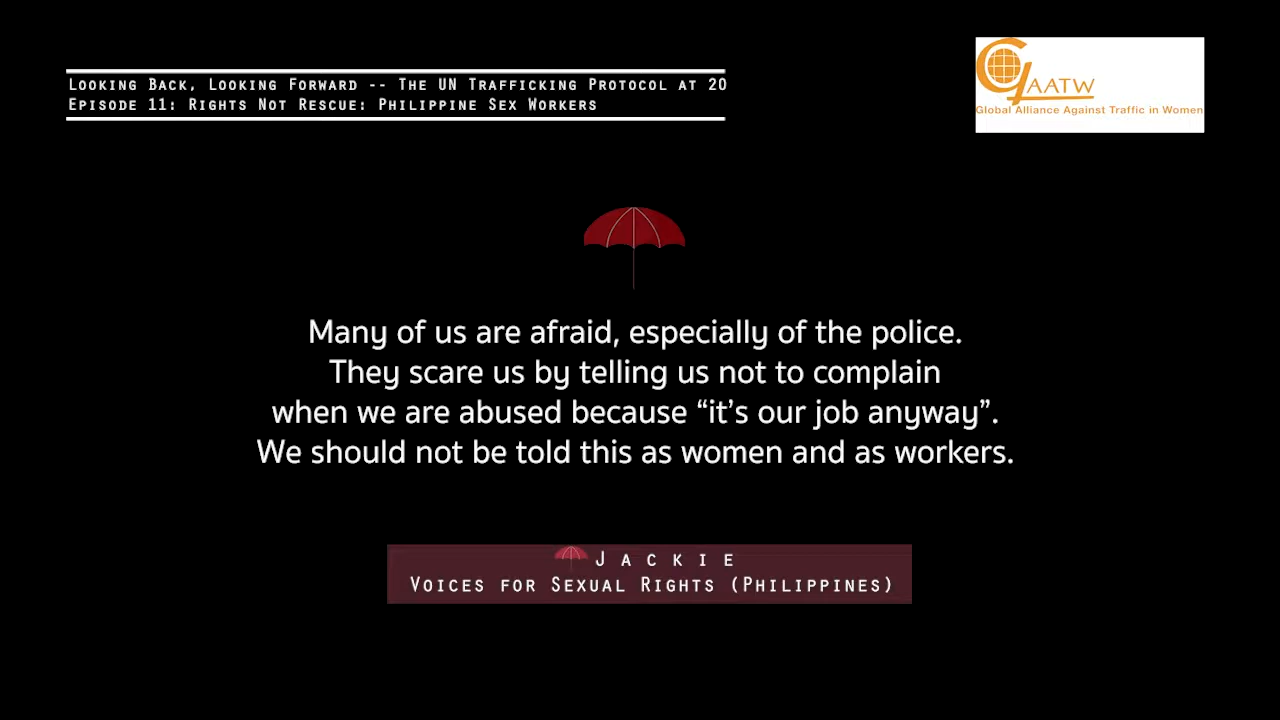 Looking Back, Looking Forward -- The UN Trafficking Protocol at 20
Episode 11: Rights Not Rescue: Philippine Sex Workers
GAATW
Global Alliance Against Traffic in Women
Many of us are afraid, especially of the police.
They scare us by telling us not to complain
when we are abused because “it’s our job anyway”.
We should not be told this as women and as workers.
Jackie
Voices for Sexual Rights (Philippines)